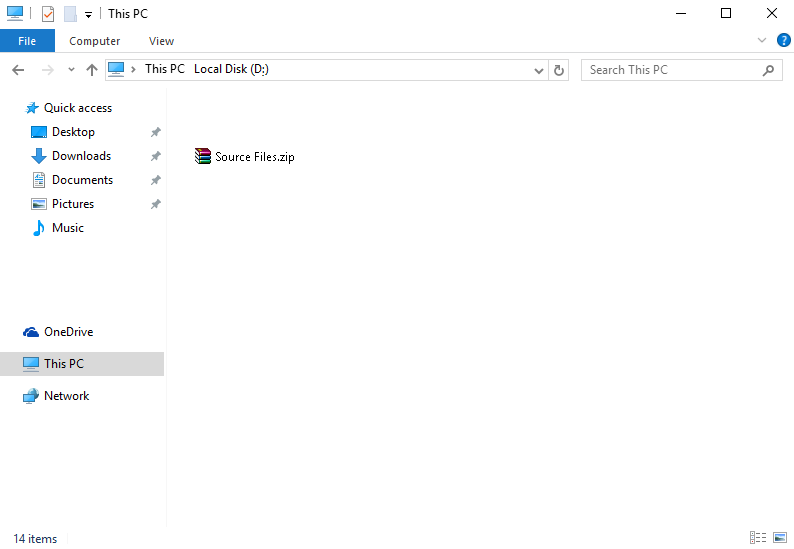 This PC
File Computer View
This PC Local Disk (D:) Search This PC
Quick access
Desktop
Downloads
Documents
Pictures
Music
Source Files.zip
OneDrive
This PC
Network
14 items